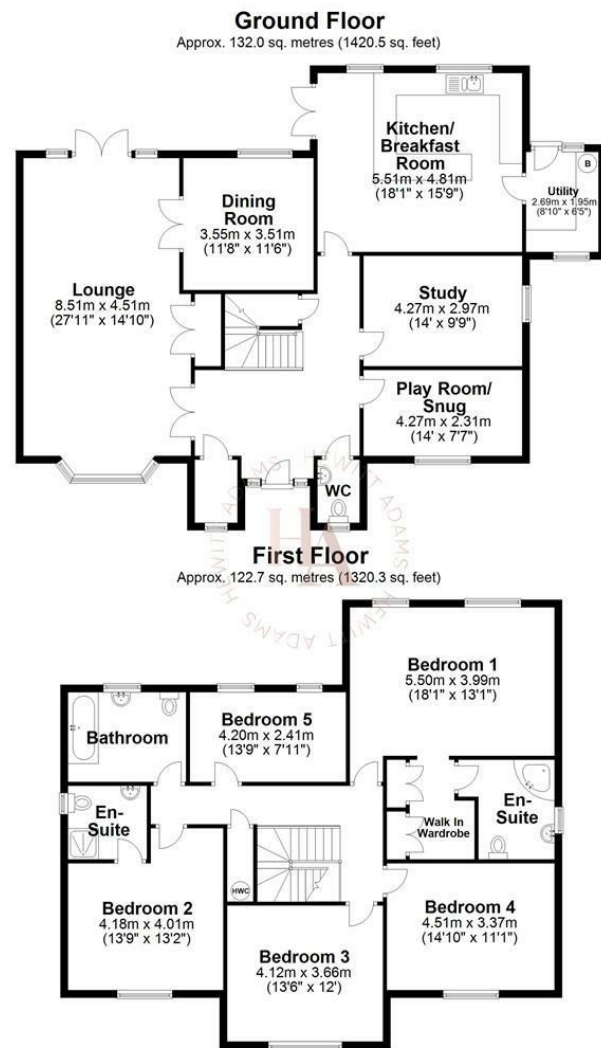 Ground Floor
Approx. 132.0 sq. metres (1420.5 sq. feet)
Kitchen/
Breakfast
Room
5.51m x 4.81m
(18'1" x 15'9")
B
Utility
2.69m x 1.95m
(8'10" x 6'5")
Dining
Room
3.55m x 3.51m
(11'8" x 11'6")
Lounge
8.51m x 4.51m
(27'11" x 14'10")
Study
4.27m x 2.97m
(14' x 9'9")
Play Room/
Snug
4.27m x 2.31m
(14' x 7'7")
WC
HEWITT ADAMS HEWITT ADAMS HEWITT ADAMS
HA
First Floor
Approx. 122.7 sq. metres (1320.3 sq. feet)
Bedroom 1
5.50m x 3.99m
(18'1" x 13'1")
Bathroom
Bedroom 5
4.20m x 2.41m
(13'9" x 7'11")
En-
Suite
Walk In
Wardrobe
En-
Suite
HWC
Bedroom 2
4.18m x 4.01m
(13'9" x 13'2")
Bedroom 3
4.12m x 3.66m
(13'6" x 12')
Bedroom 4
4.51m x 3.37m
(14'10" x 11'1")